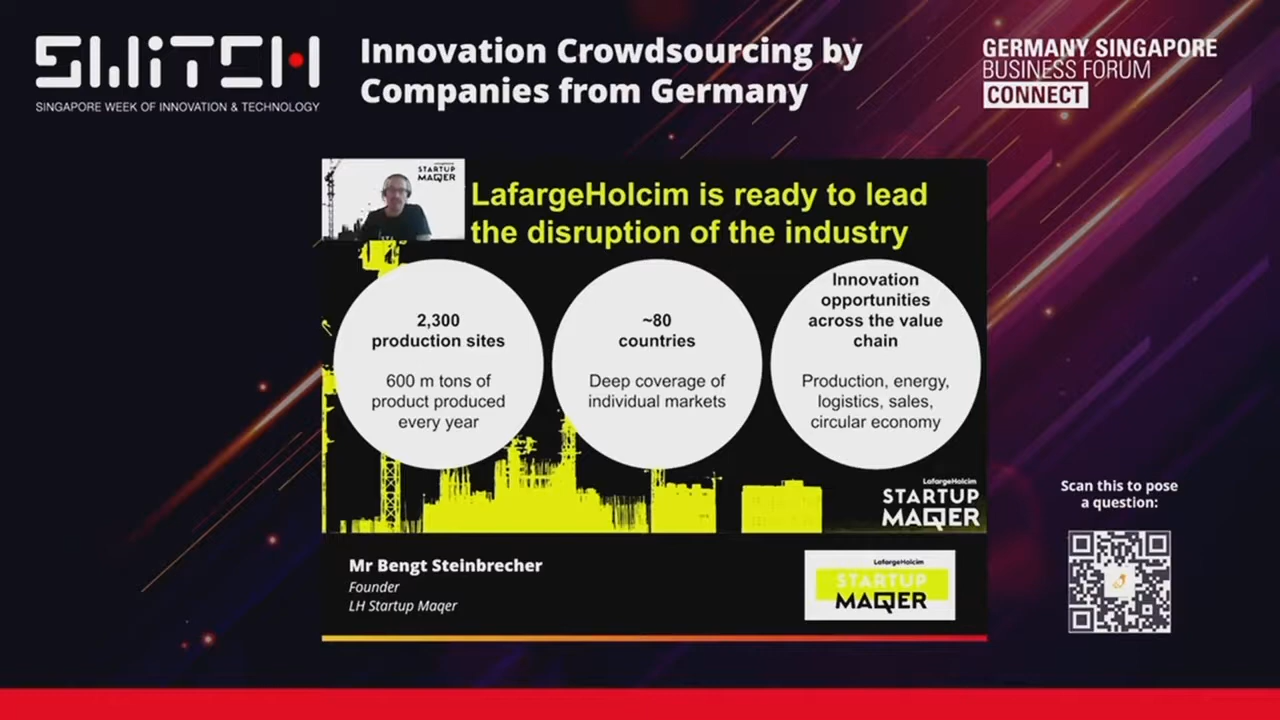 SWITCH
SINGAPORE WEEK OF INNOVATION & TECHNOLOGY
Innovation Crowdsourcing by
Companies from Germany
GERMANY SINGAPORE
BUSINESS FORUM
CONNECT
STARTUP
MAQER
LafargeHolcim is ready to lead
the disruption of the industry
2,300
production sites
600 m tons of
product produced
every year
~80
countries
Deep coverage of
individual markets
Innovation
opportunities
across the value
chain
Production, energy,
logistics, sales,
circular economy
LafargeHolcim
STARTUP
MAQER
Scan this to pose
a question:
Mr Bengt Steinbrecher
Founder
LH Startup Maqer
LafargeHolcim
STARTUP
MAQER